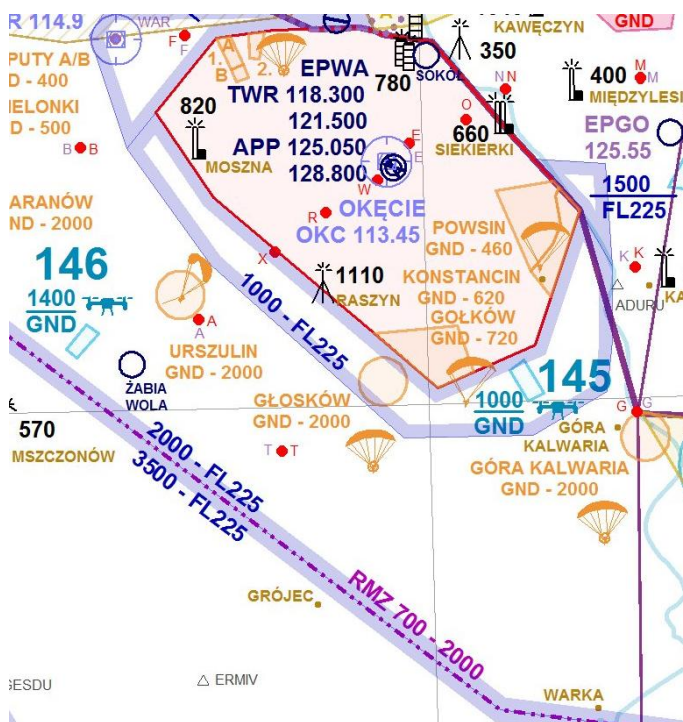 R 114.9
WAR
F
F
A
1.
B
2.
KAWĘCZYN
GND
PUTY A/B
D - 400
IELONKI
D - 500
B B
EPWA
TWR 118.300
121.500
APP 125.050
128.800
780
SOKÓŁ
350
N N
400
M
M
MIĘDZYLESI
820
MOSZNA
O
660
SIEKIERKI
EPGO
125.55
E
E
W
1500
FL225
ARANÓW
ND - 2000
R
OKĘCIE
OKC 113.45
POWSIN
GND - 460
X
146
1400
GND
1110
RASZYN
KONSTANCIN
GND - 620
GOŁKÓW
GND - 720
K K
ADURU
KA
A
A
URSZULIN
GND - 2000
1000 - FL225
ŻABIA
WOLA
GŁOSKÓW
GND - 2000
145
1000
GND
G G
GÓRA
KALWARIA
570
MSZCZONÓW
2000 - FL225
3500 - FL225
T T
GÓRA KALWARIA
GND - 2000
GRÓJEC
RMZ 700 - 2000
SESDU
ERMIV
WARKA